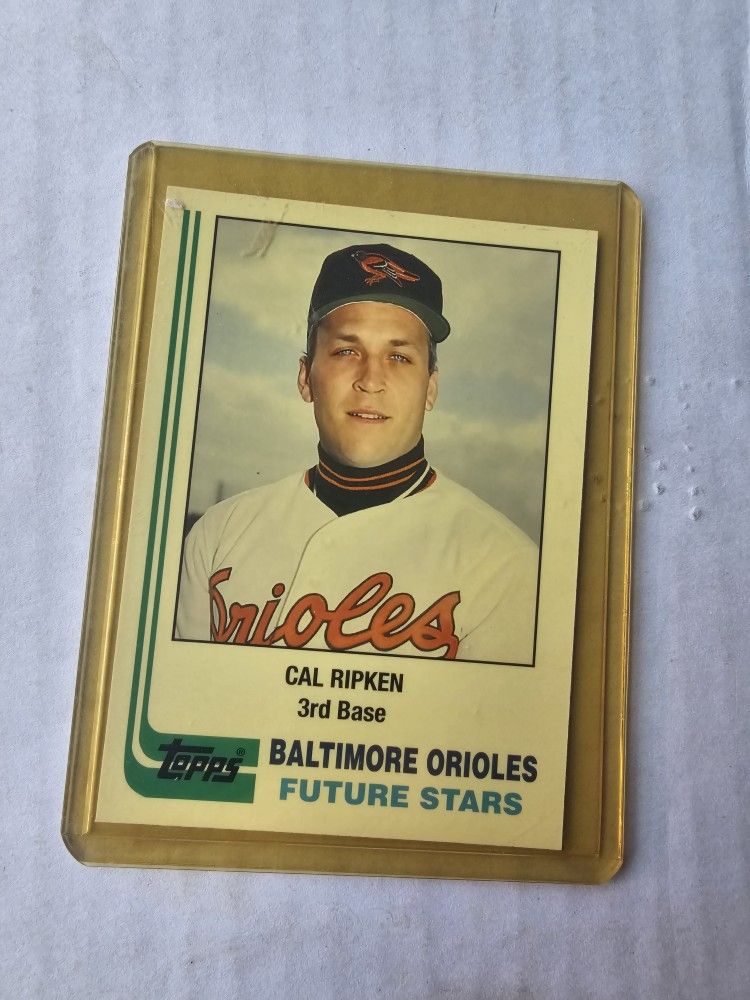 Orioles
CAL RIPKEN
3rd Base
Topps®
BALTIMORE ORIOLES
FUTURE STARS